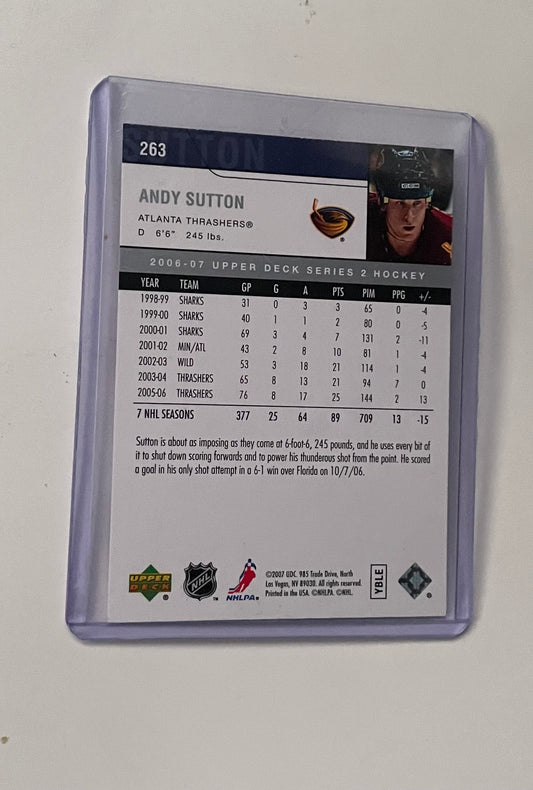 SUTTON
263
ANDY SUTTON
ATLANTA THRASHERS®
D 6'6" 245 lbs.
®
2006-07 UPPER DECK SERIES 2 HOCKEY
YEAR TEAM GP G A PTS PIM PPG +/-
1998-99 SHARKS 31 0 3 3 65 0 -4
1999-00 SHARKS 40 1 1 2 80 0 -5
2000-01 SHARKS 69 3 4 7 131 2 -11
2001-02 MIN/ATL 43 2 8 10 81 1 -4
2002-03 WILD 53 3 18 21 114 1 -4
2003-04 THRASHERS 65 8 13 21 94 7 0
2005-06 THRASHERS 76 8 17 25 144 2 13
7 NHL SEASONS 377 25 64 89 709 13 -15
Sutton is about as imposing as they come at 6-foot-6, 245 pounds, and he uses every bit of
it to shut down scoring forwards and to power his thunderous shot from the point. He scored
a goal in his only shot attempt in a 6-1 win over Florida on 10/7/06.
UPPER
DECK
®
NHL
™
NHLPA®
©2007 UDC. 985 Trade Drive, North
Las Vegas, NV 89030. All rights reserved.
Printed in the USA. ©NHLPA. ©NHL.
YBLE
®